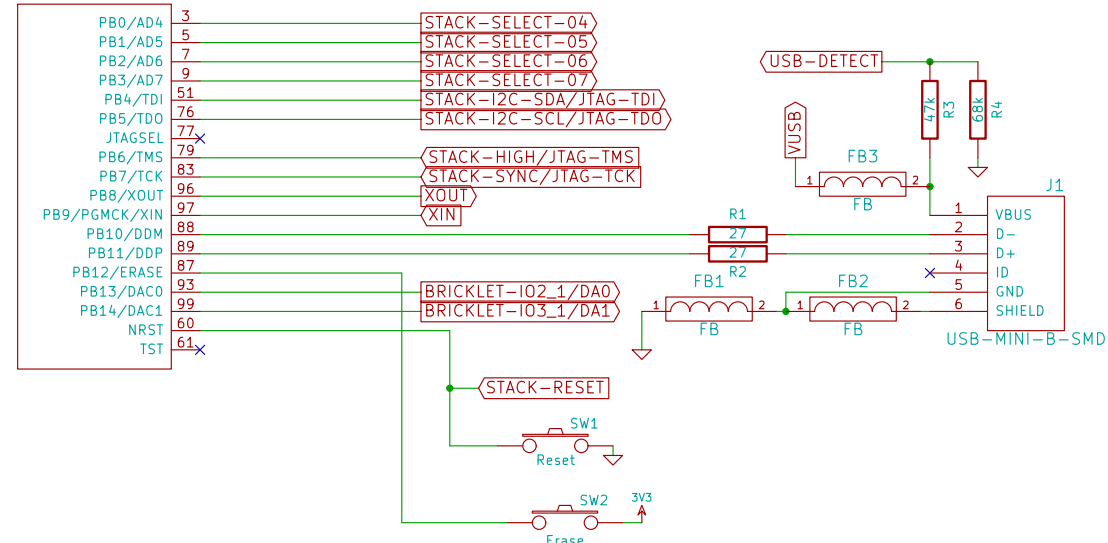 PB0/AD4 3 STACK-SELECT-04
PB1/AD5 5 STACK-SELECT-05
PB2/AD6 7 STACK-SELECT-06
PB3/AD7 9 STACK-SELECT-07
PB4/TDI 51 STACK-I2C-SDA/JTAG-TDI
PB5/TDO 76 STACK-I2C-SCL/JTAG-TDO
JTAGSEL 77
PB6/TMS 79 STACK-HIGH/JTAG-TMS
PB7/TCK 83 STACK-SYNC/JTAG-TCK
PB8/XOUT 96 XOUT
PB9/PGMCK/XIN 97 XIN
PB10/DDM 88
PB11/DDP 89
PB12/ERASE 87
PB13/DAC0 93 BRICKLET-IO2_1/DA0
PB14/DAC1 99 BRICKLET-IO3_1/DA1
NRST 60
TST 61
STACK-RESET
SW1
Reset
SW2
3V3
Erase
USB-DETECT
47k
R3
68k
R4
VUSB
FB3
1 2
FB
R1
27
27
R2
FB1
1 2
FB
FB2
1 2
FB
J1
1 VBUS
2 D-
3 D+
4 ID
5 GND
6 SHIELD
USB-MINI-B-SMD